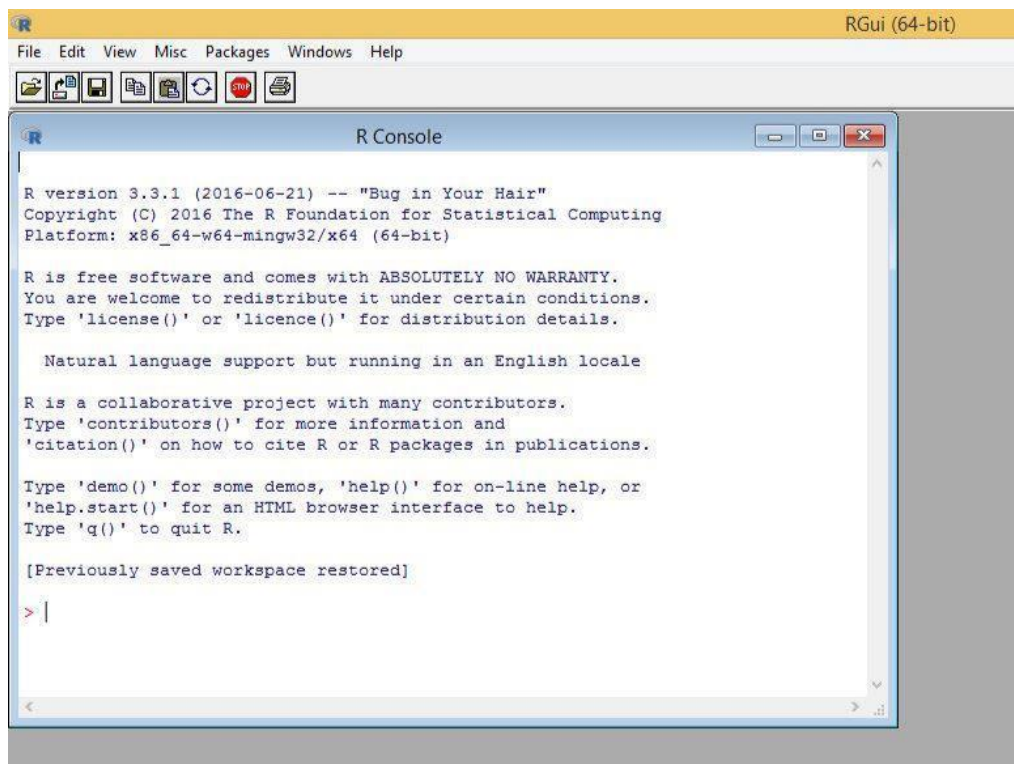 R
RGui (64-bit)
File Edit View Misc Packages Windows Help
STOP
R
R Console
R version 3.3.1 (2016-06-21) -- "Bug in Your Hair"
Copyright (C) 2016 The R Foundation for Statistical Computing
Platform: x86_64-w64-mingw32/x64 (64-bit)
R is free software and comes with ABSOLUTELY NO WARRANTY.
You are welcome to redistribute it under certain conditions.
Type 'license()' or 'licence()' for distribution details.
Natural language support but running in an English locale
R is a collaborative project with many contributors.
Type 'contributors()' for more information and
'citation()' on how to cite R or R packages in publications.
Type 'demo()' for some demos, 'help()' for on-line help, or
'help.start()' for an HTML browser interface to help.
Type 'q()' to quit R.
[Previously saved workspace restored]
>